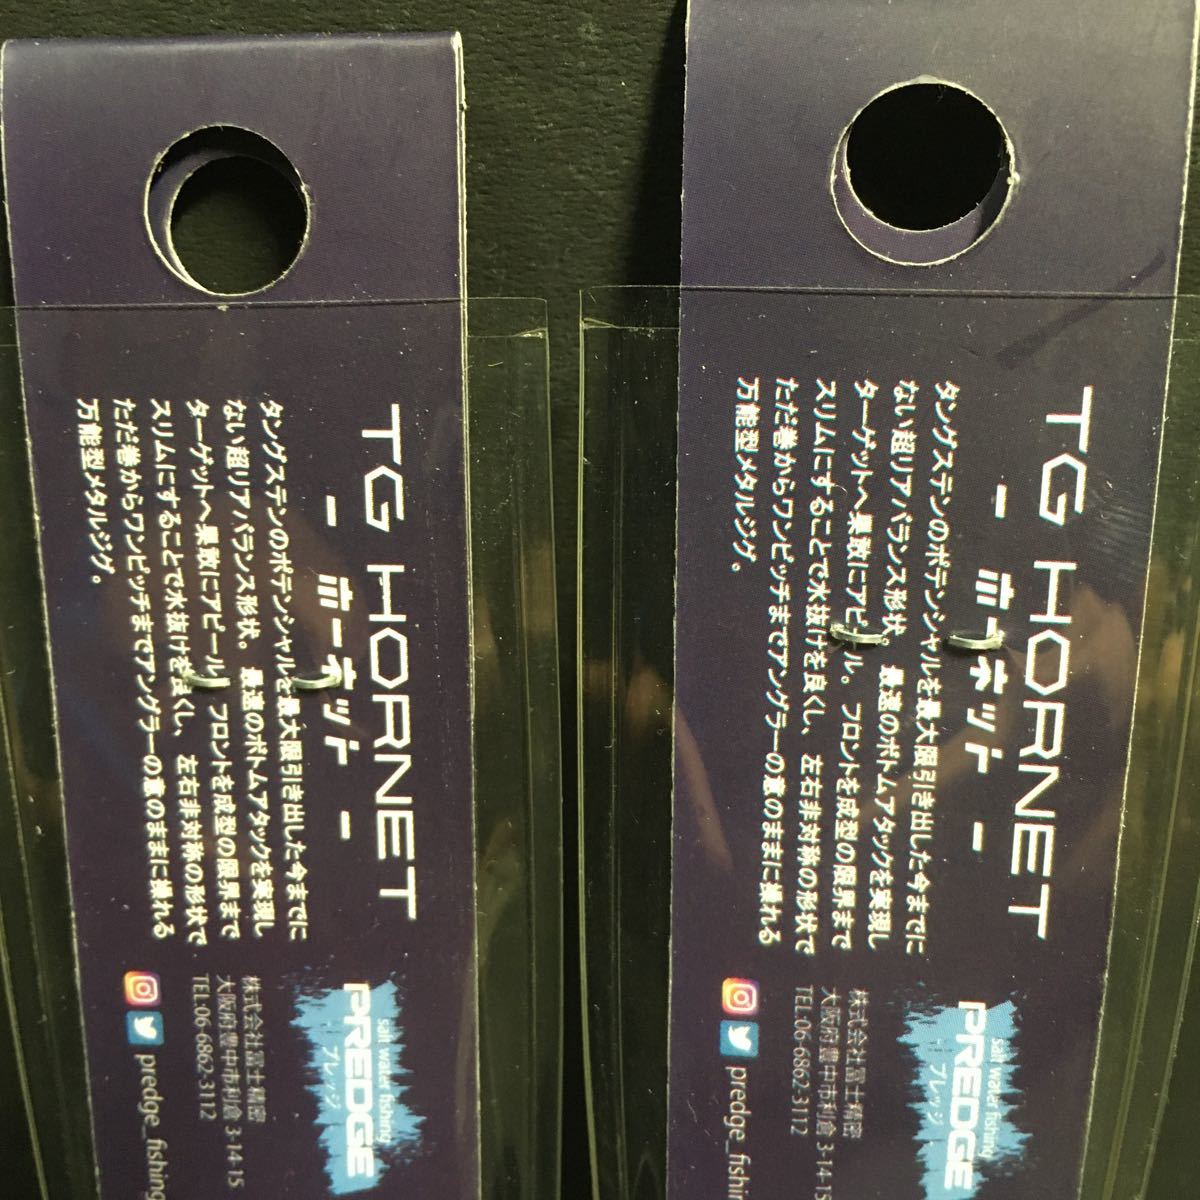 TG HORNET
- ホーネット -
タングステンのポテンシャルを最大限引き出した今までに
ない超リアバランス形状。最速のボトムアタックを実現し
ターゲットへ果敢にアピール。フロントを成型の限界まで
スリムにすることで水抜けを良くし、左右非対称の形状で
ただ巻からワンピッチまでアングラーの意のままに操れる
万能型メタルジグ。
salt water fishing
PREDGE
プレッジ
株式会社冨士精密
大阪府豊中市利倉 3-14-15
TEL:06-6862-3112
predge_fishing
TG HORNET
- ホーネット -
タングステンのポテンシャルを最大限引き出した今までに
ない超リアバランス形状。最速のボトムアタックを実現し
ターゲットへ果敢にアピール。フロントを成型の限界まで
スリムにすることで水抜けを良くし、左右非対称の形状で
ただ巻からワンピッチまでアングラーの意のままに操れる
万能型メタルジグ。
salt water fishing
PREDGE
プレッジ
株式会社冨士精密
大阪府豊中市利倉 3-14-15
TEL:06-6862-3112
predge_fishin